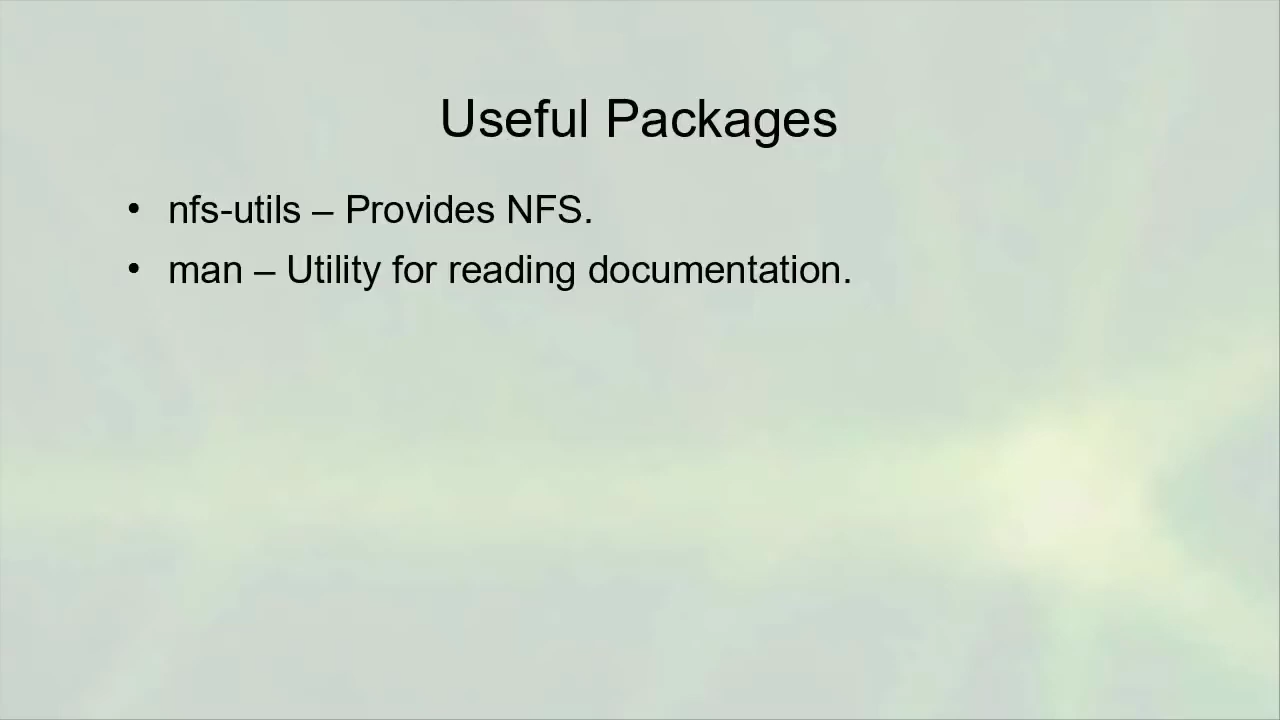 Useful Packages
• nfs-utils – Provides NFS.
• man – Utility for reading documentation.